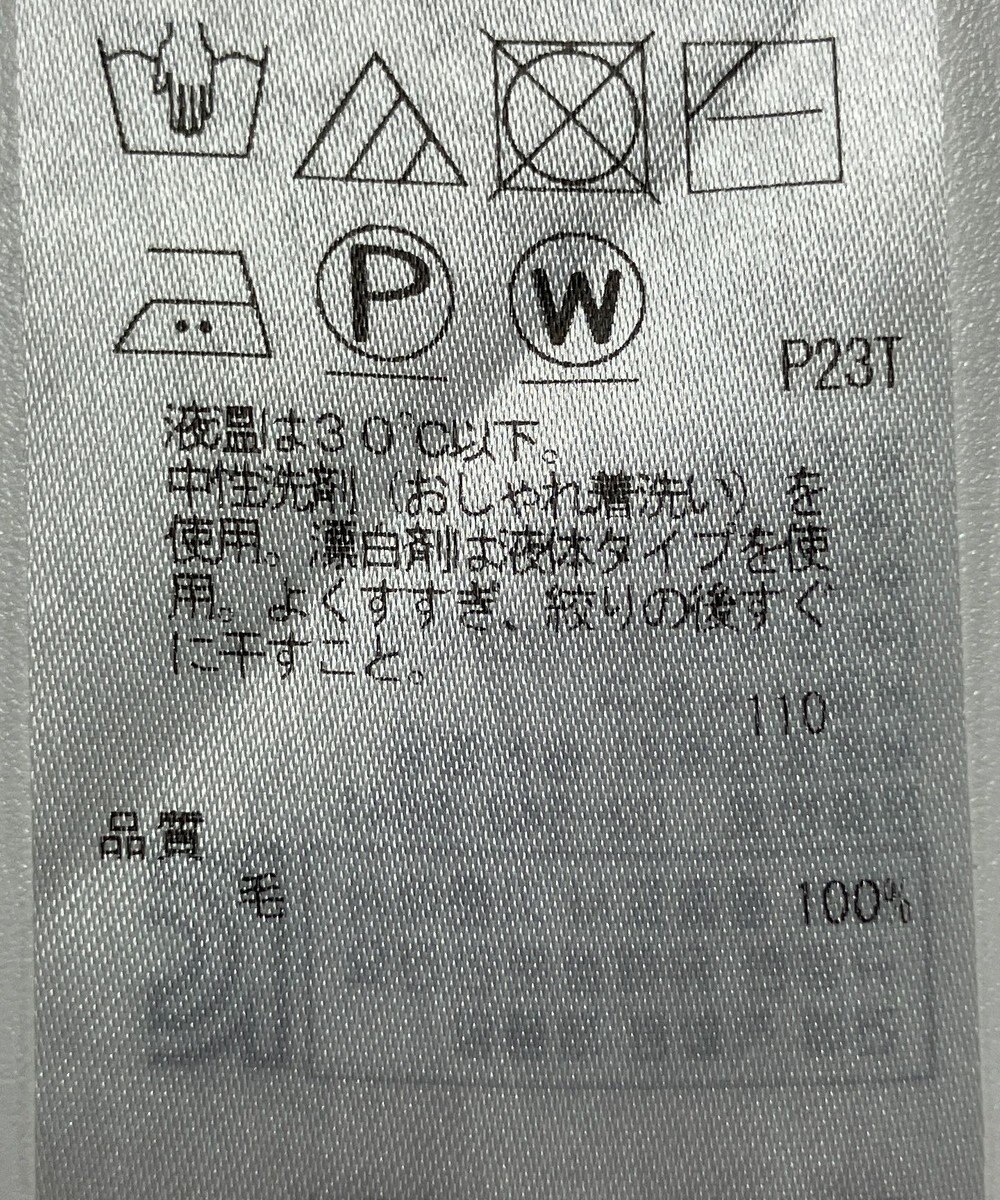 P
W
P23T
液温は30℃以下。
中性洗剤(おしゃれ着洗い)を
使用。漂白剤は液体タイプを使
用。よくすすぎ、絞りの後すぐ
に干すこと。
110
品質
毛 100%